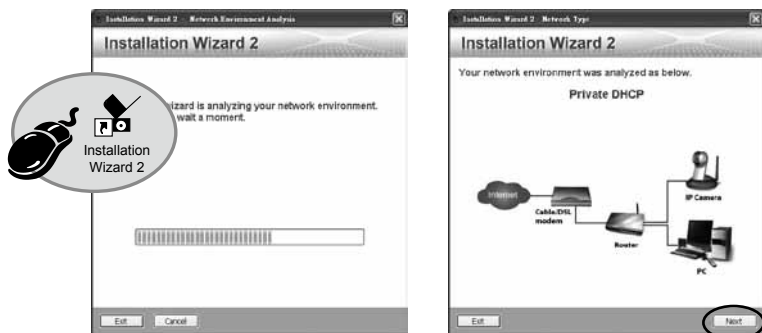 Installation Wizard 2 - Network Environment Analysis
Installation Wizard 2
wizard is analyzing your network environment.
wait a moment.
Installation
Wizard 2
Exit
Cancel
Installation Wizard 2 - Network Type
Installation Wizard 2
Your network environment was analyzed as below.
Private DHCP
Internet
Cable/DSL
modem
Router
IP Camera
PC
Exit
Next